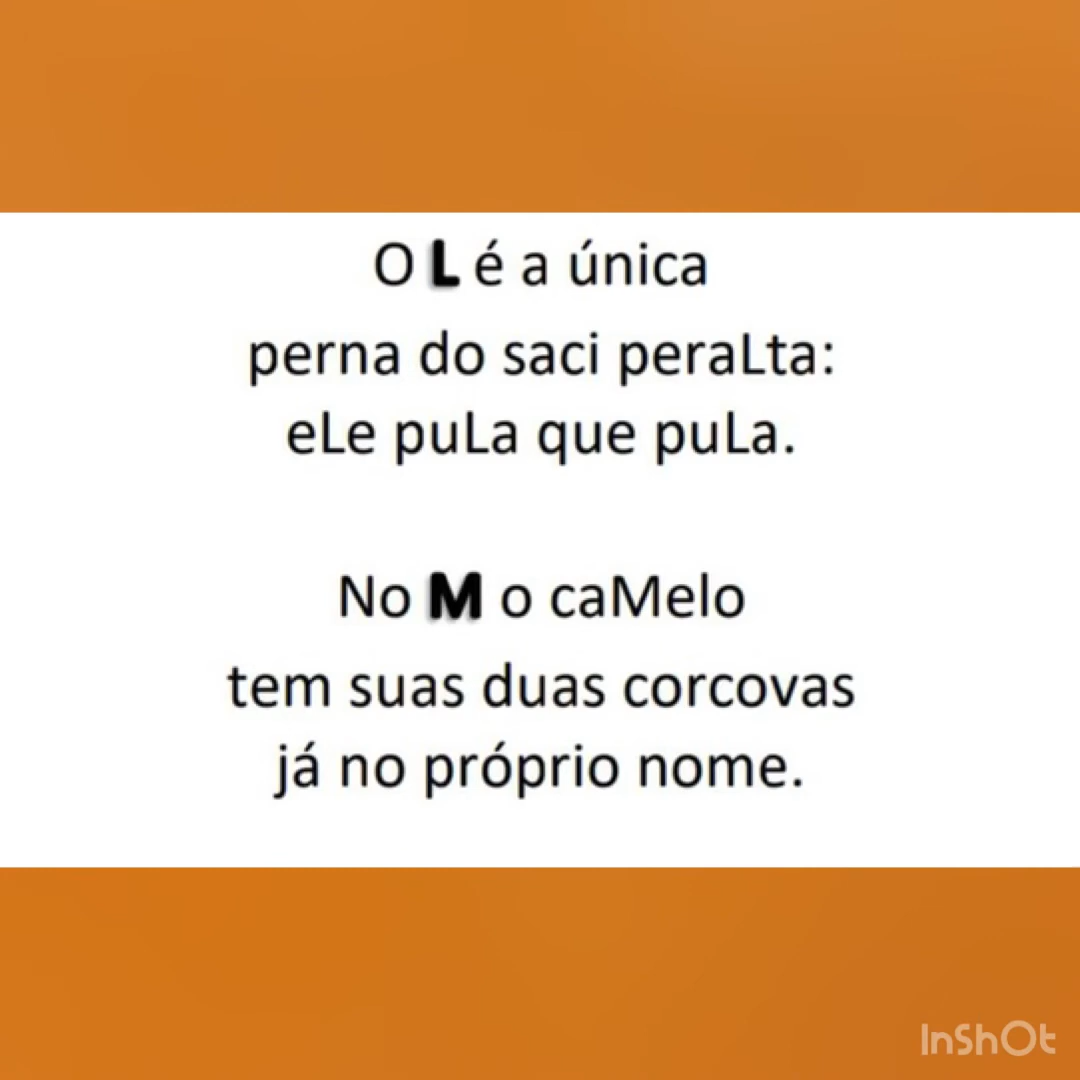 O L é a única
perna do saci peraLta:
eLe puLa que puLa.
No M o caMelo
tem suas duas corcovas
já no próprio nome.
InShOt